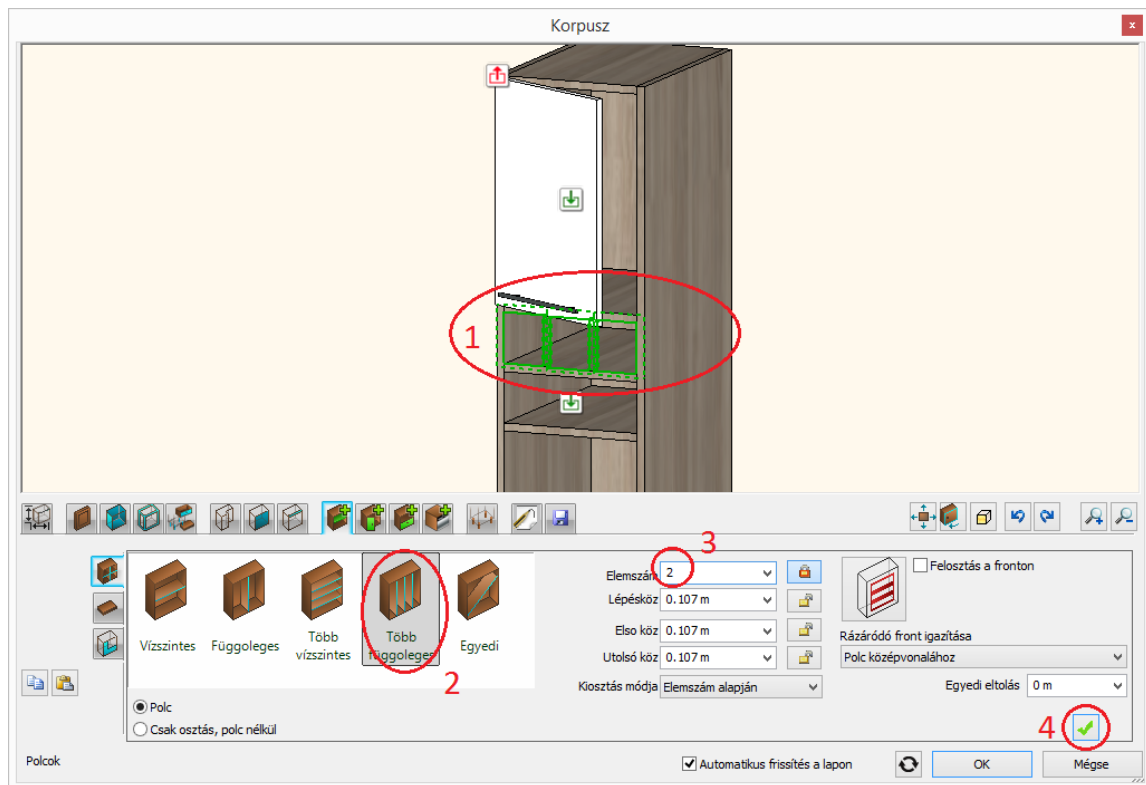 Korpusz
x
1
3
Elemszám 2
Felosztás a fronton
Lépésköz 0.107 m
Elso köz 0.107 m
Rázáródó front igazítása
Vízszintes
Függoleges
Több
vízszintes
Több
függoleges
Egyedi
Utolsó köz 0.107 m
Polc középvonalához
2
Kiosztás módja Elemszám alapján
Egyedi eltolás 0 m
Polc
Csak osztás, polc nélkül
4
Polcok
Automatikus frissítés a lapon
OK
Mégse